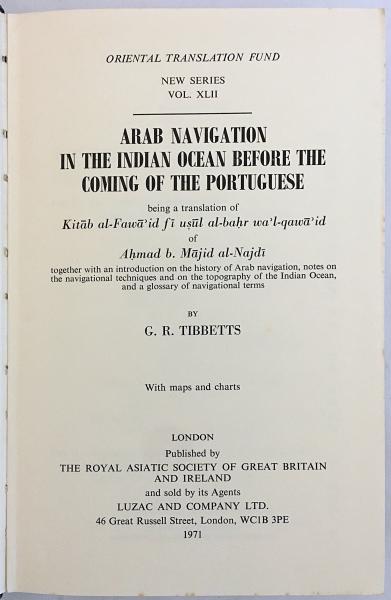 ORIENTAL TRANSLATION FUND
NEW SERIES
VOL. XLII
ARAB NAVIGATION
IN THE INDIAN OCEAN BEFORE THE
COMING OF THE PORTUGUESE
being a translation of
Kitāb al-Fawā'id fī uṣūl al-baḥr wa'l-qawā'id
of
Aḥmad b. Mājid al-Najdī
together with an introduction on the history of Arab navigation, notes on
the navigational techniques and on the topography of the Indian Ocean,
and a glossary of navigational terms
BY
G. R. TIBBETTS
With maps and charts
LONDON
Published by
THE ROYAL ASIATIC SOCIETY OF GREAT BRITAIN
AND IRELAND
and sold by its Agents
LUZAC AND COMPANY LTD.
46 Great Russell Street, London, WC1B 3PE
1971